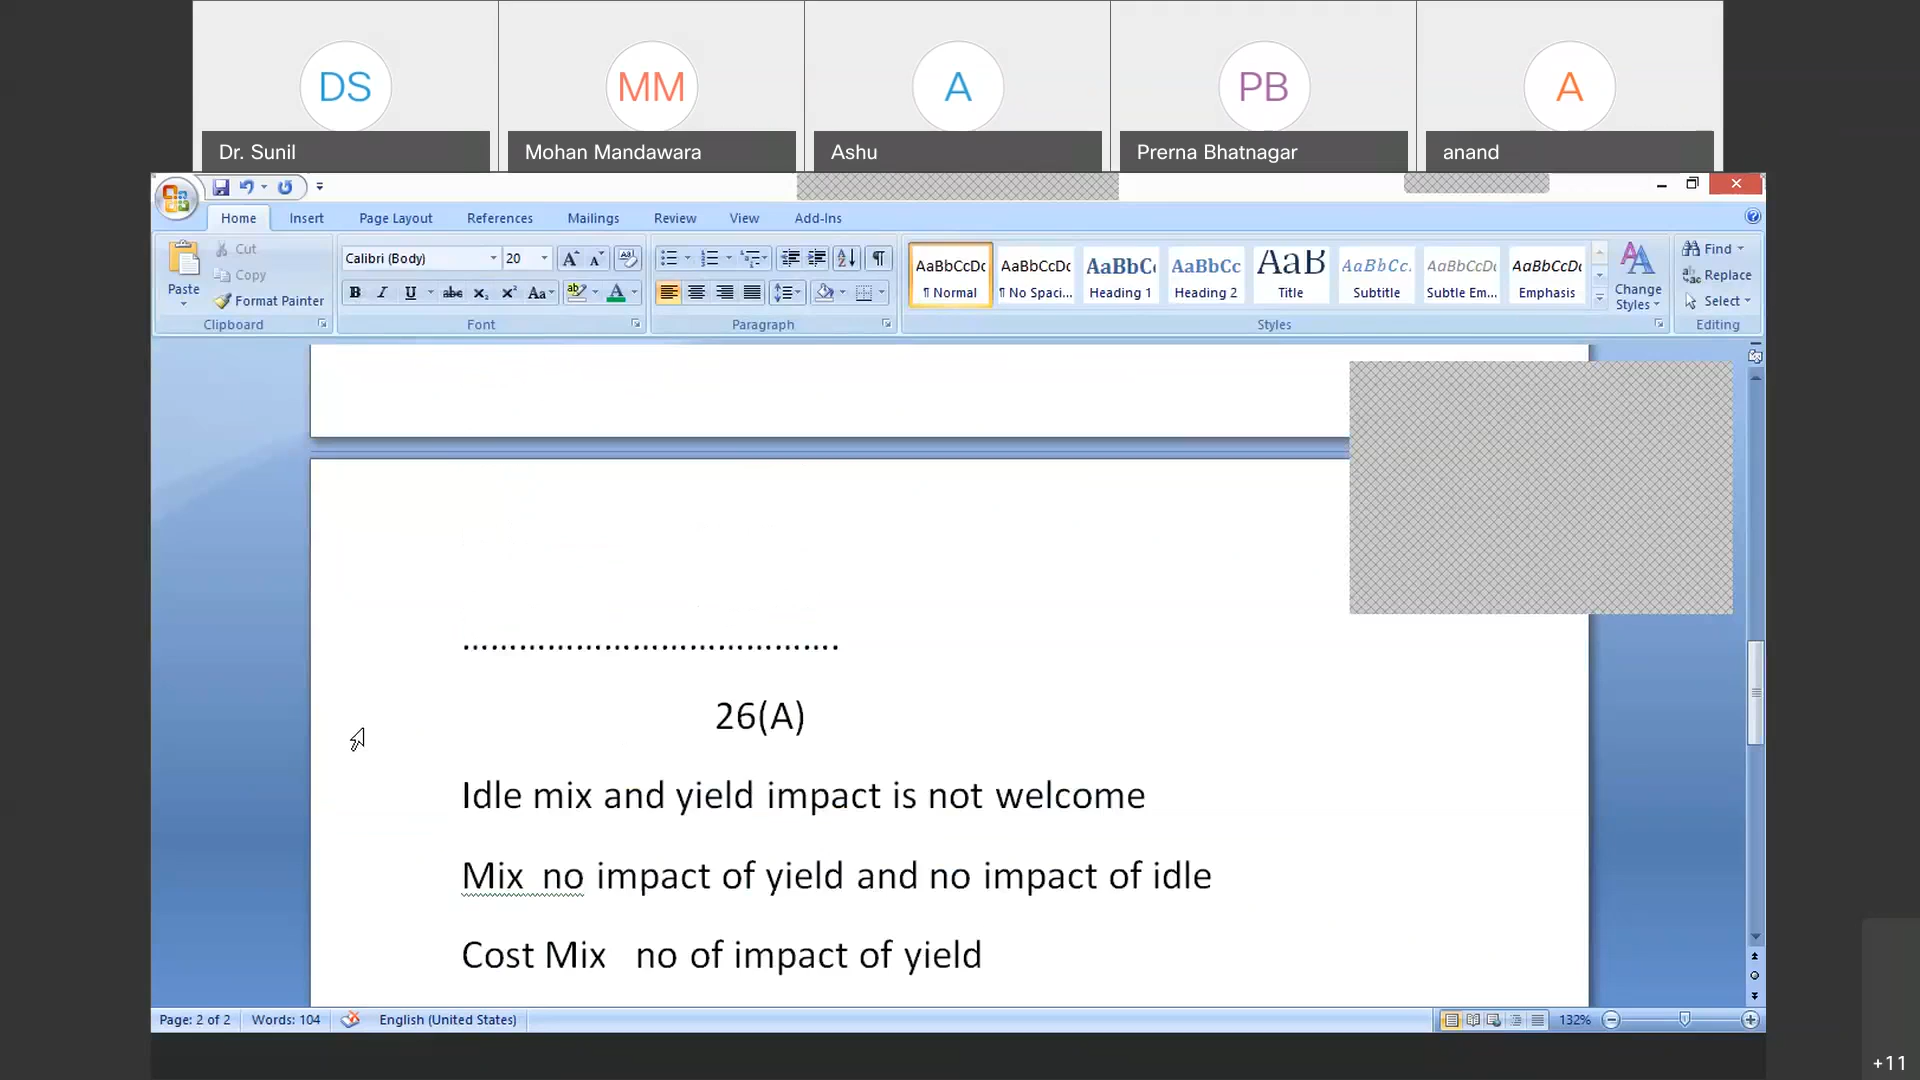 DS
MM
A
PB
A
Dr. Sunil
Mohan Mandawara
Ashu
Prerna Bhatnagar
anand
Home
Insert
Page Layout
References
Mailings
Review
View
Add-Ins
Paste
Cut
Copy
Format Painter
Clipboard
Calibri (Body)
20
B I U abc x₂ x² Aa
Font
Paragraph
AaBbCcDc
¶ Normal
AaBbCcDc
¶ No Spaci...
AaBbC
Heading 1
AaBbCc
Heading 2
AaB
Title
AaBbCc.
Subtitle
AaBbCcDc
Subtle Em...
AaBbCcDc
Emphasis
Change
Styles
Styles
Find
Replace
Select
Editing
………………………………….
26(A)
Idle mix and yield impact is not welcome
Mix  no impact of yield and no impact of idle
Cost Mix   no of impact of yield
Page: 2 of 2
Words: 104
English (United States)
132%
+11